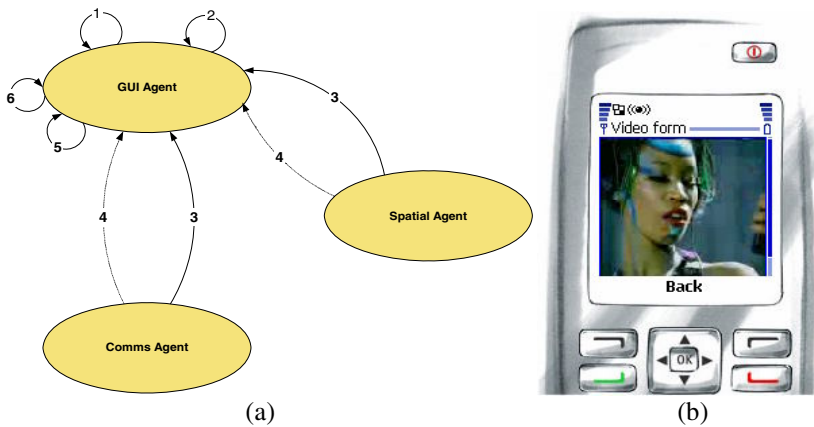 1
2
GUI Agent
6
5
3
4
4
3
Spatial Agent
Comms Agent
(a)
Video form
Back
OK
(b)